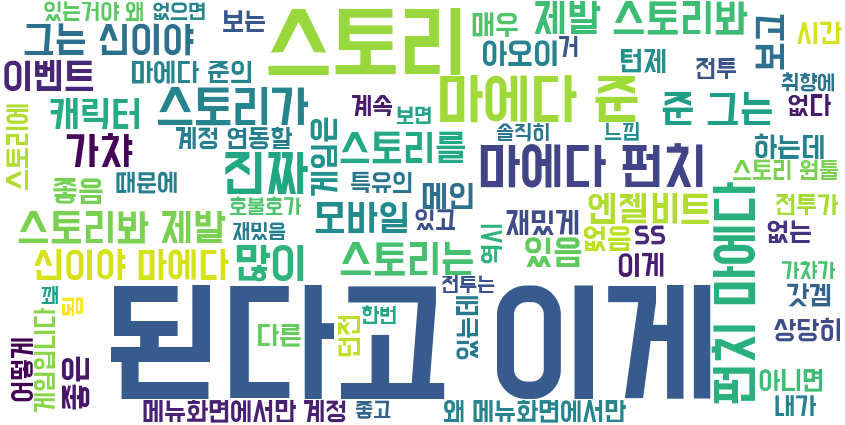 있는거야 왜 없으면
보는
스토리
매우
제발 스토리봐
시간
그는 신이야
아오이
거
턴제
전투
보고
이벤트
마에다 준의
취향에
캐릭터
스토리가
계속
보면
마에다 준
준 그는
없다
스토리에
가챠
계정 연동할
게임은
스토리를
솔직히
느낌
하는데
진짜
마에다 펀치
스토리 원툴
좋음
때문에
특유의
메인
호불호가
모바일
있고
재밌게
엔젤비트
전투가
스토리봐 제발
재밌음
역시
있음
없음
ss
없는
신이야 마에다
많이
스토리는
이게
펀치 마에다
가챠가
꽤
됨
된다고 이게
전투는
갓겜
어떻게
게임입니다
좋은
다른
던전
한번
있는데
상당히
아니면
메뉴화면에서만 계정
좋고
왜 메뉴화면에서만
내가